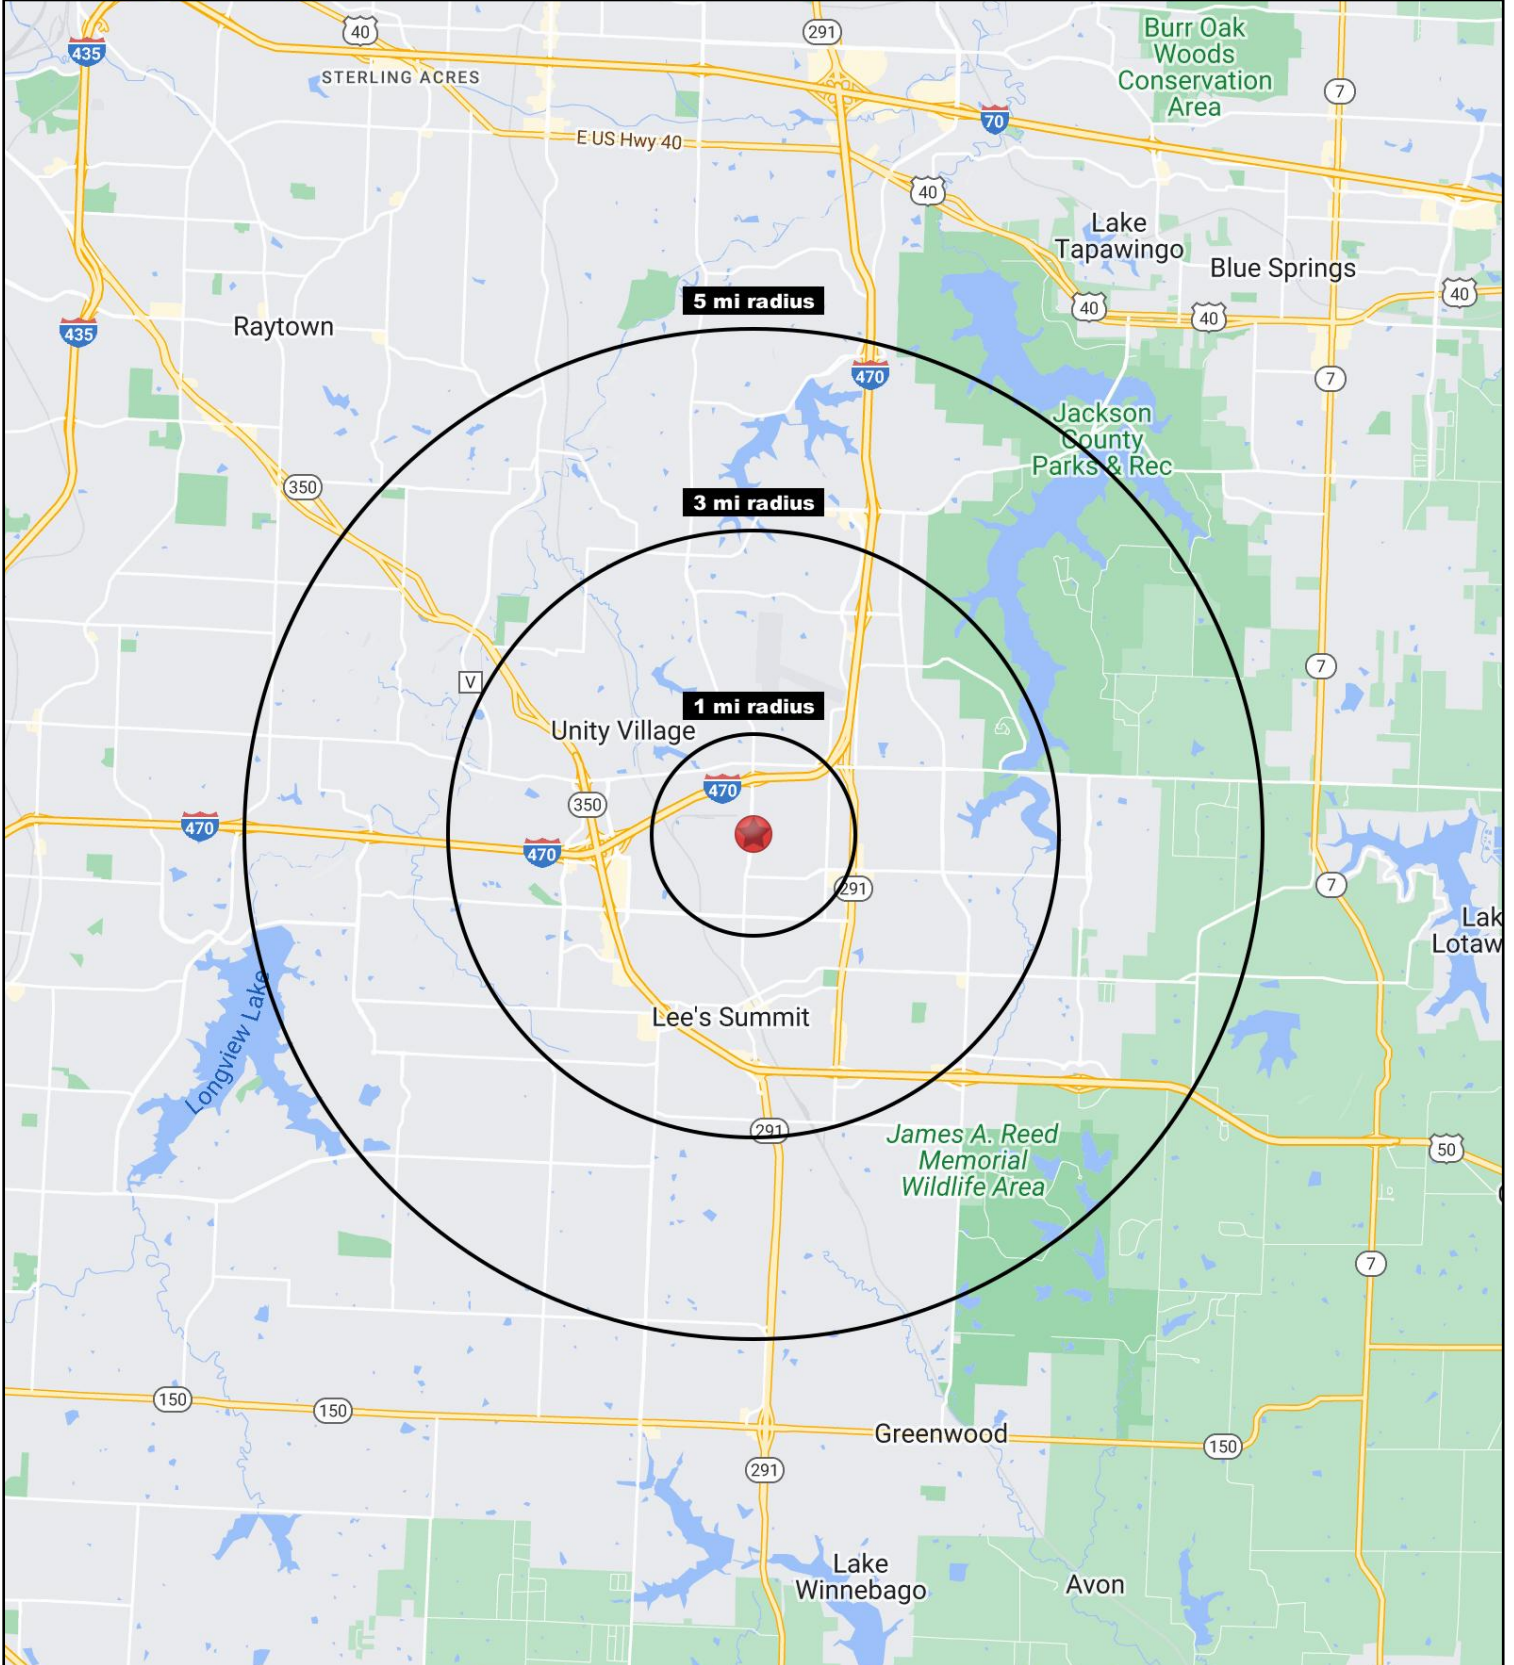 40
291
Burr Oak
Woods
Conservation
Area
435
STERLING ACRES
7
70
E US Hwy 40
40
Lake
Tapawingo
Blue Springs
40
5 mi radius
40
40
Raytown
435
470
7
Jackson
County
Parks & Rec
350
3 mi radius
7
V
1 mi radius
Unity Village
470
350
470
470
7
291
Lak
Lotaw
Longview Lake
Lee's Summit
291
James A. Reed
Memorial
Wildlife Area
50
7
150
150
Greenwood
150
291
Lake
Winnebago
Avon